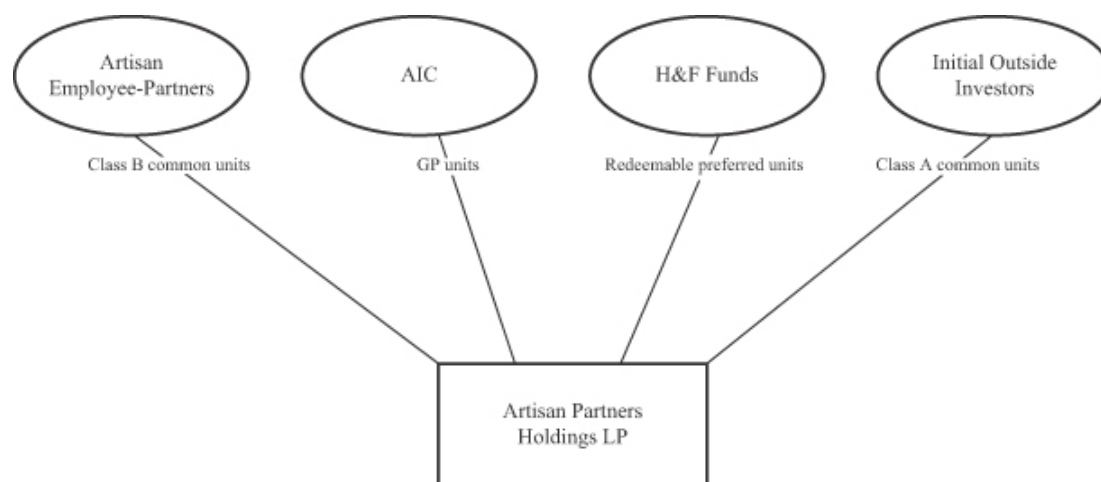 Artisan
Employee-Partners
AIC
H&F Funds
Initial Outside
Investors
Class B common units
GP units
Redeemable preferred units
Class A common units
Artisan Partners
Holdings LP